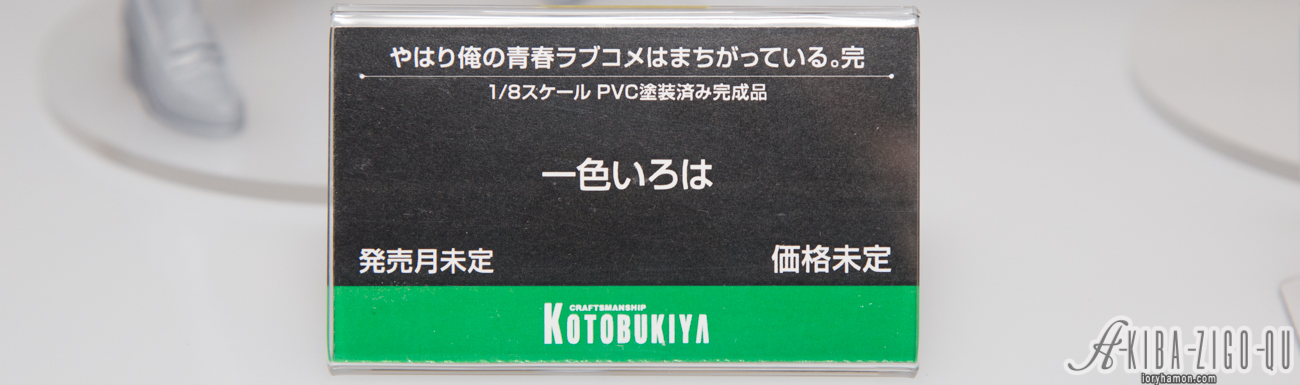 やはり俺の青春ラブコメはまちがっている。完
1/8スケール PVC塗装済み完成品
一色いろは
発売月未定
価格未定
CRAFTSMANSHIP
KOTOBUKIYA
A-KIBA-ZIGO-QU
ioryhamon.com